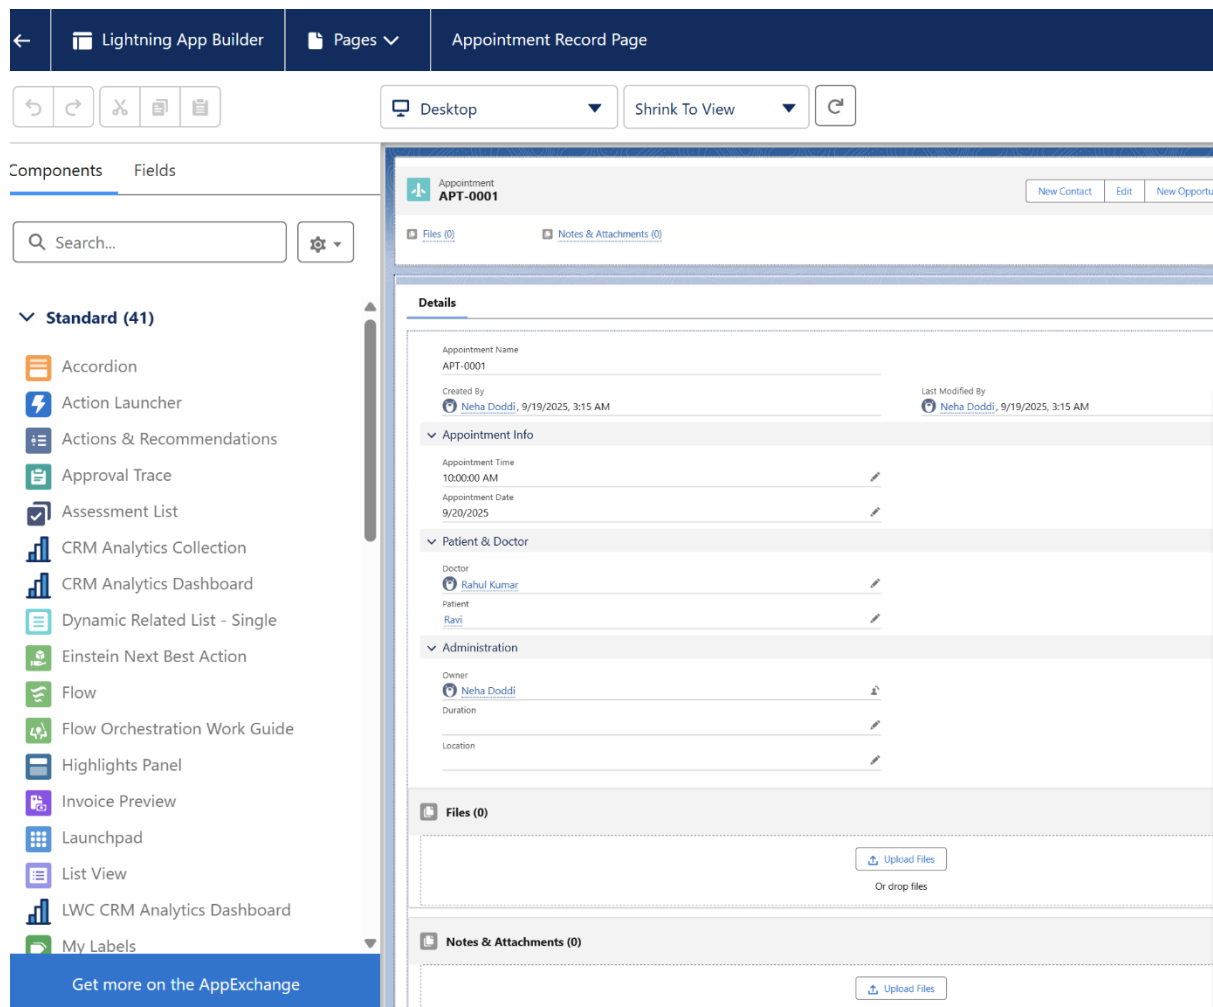 Lightning App Builder
Pages
Appointment Record Page
Desktop
Shrink To View
Components
Fields
Search...
Standard (41)
Accordion
Action Launcher
Actions & Recommendations
Approval Trace
Assessment List
CRM Analytics Collection
CRM Analytics Dashboard
Dynamic Related List - Single
Einstein Next Best Action
Flow
Flow Orchestration Work Guide
Highlights Panel
Invoice Preview
Launchpad
List View
LWC CRM Analytics Dashboard
My Labels
Get more on the AppExchange
Appointment
APT-0001
New Contact
Edit
New Opportu
Files (0)
Notes & Attachments (0)
Details
Appointment Name
APT-0001
Created By
Neha Doddi, 9/19/2025, 3:15 AM
Last Modified By
Neha Doddi, 9/19/2025, 3:15 AM
Appointment Info
Appointment Time
10:00:00 AM
Appointment Date
9/20/2025
Patient & Doctor
Doctor
Rahul Kumar
Patient
Ravi
Administration
Owner
Neha Doddi
Duration
Location
Files (0)
Upload Files
Or drop files
Notes & Attachments (0)
Upload Files